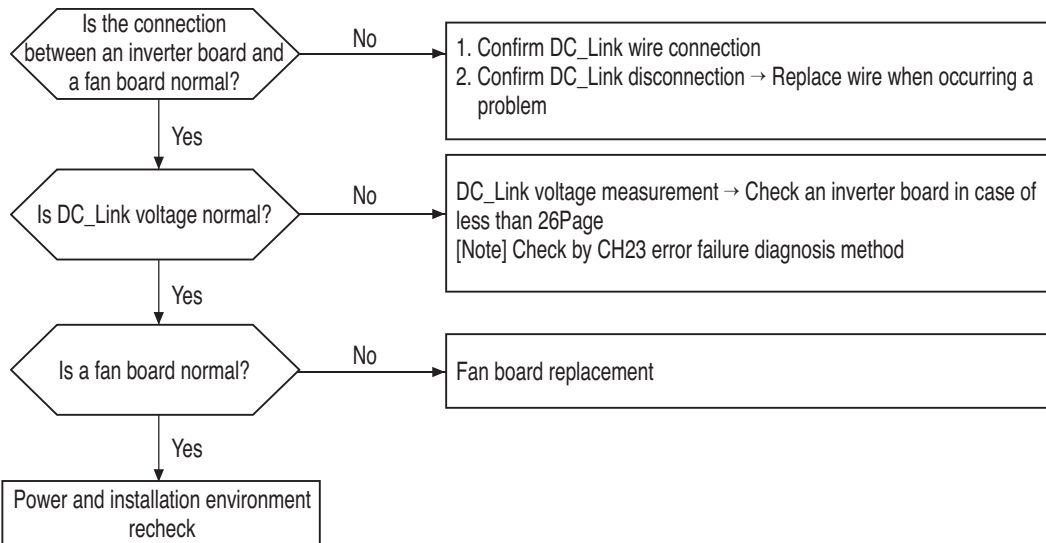 Is the connection
between an inverter board and
a fan board normal?
No
1. Confirm DC_Link wire connection
2. Confirm DC_Link disconnection → Replace wire when occurring a
problem
Yes
Is DC_Link voltage normal?
No
DC_Link voltage measurement → Check an inverter board in case of
less than 26Page
[Note] Check by CH23 error failure diagnosis method
Yes
Is a fan board normal?
No
Fan board replacement
Yes
Power and installation environment
recheck